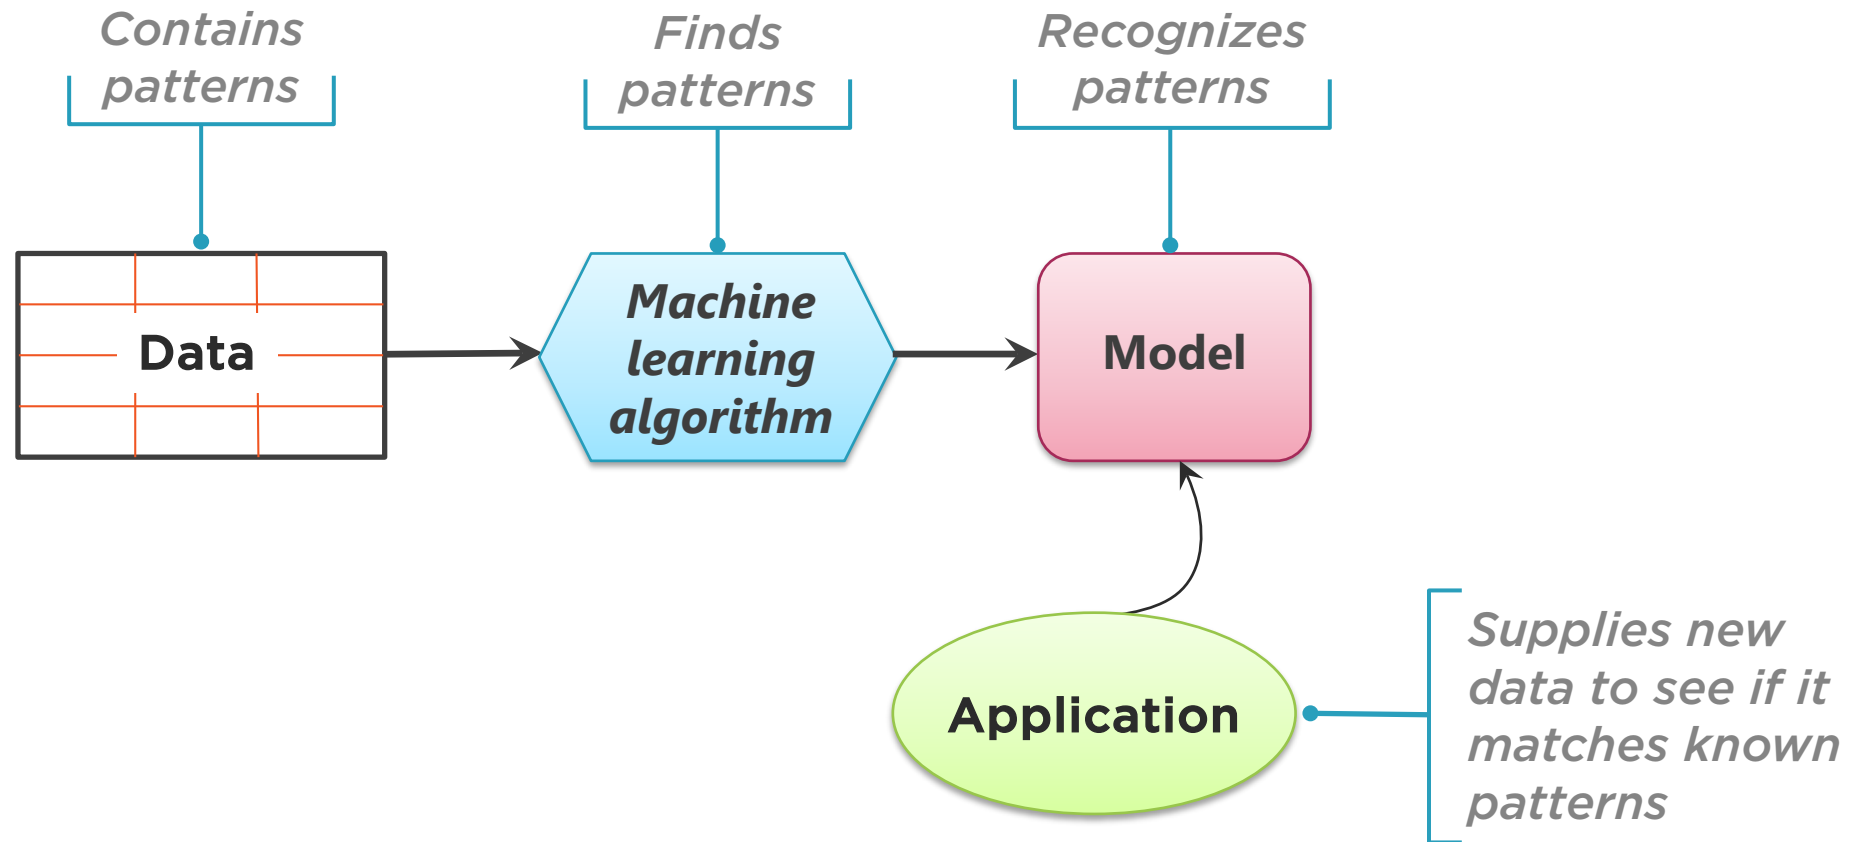 Contains
patterns
Finds
patterns
Recognizes
patterns
Data
Machine
learning
algorithm
Model
Application
Supplies new
data to see if it
matches known
patterns